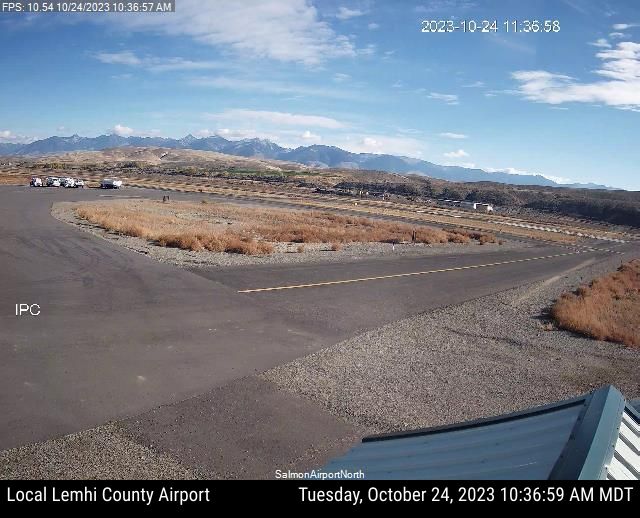 FPS: 10.54 10/24/2023 10:36:57 AM
2023-10-24 11:36:58
IPC
SalmonAirportNorth
Local Lemhi County Airport Tuesday, October 24, 2023 10:36:59 AM MDT